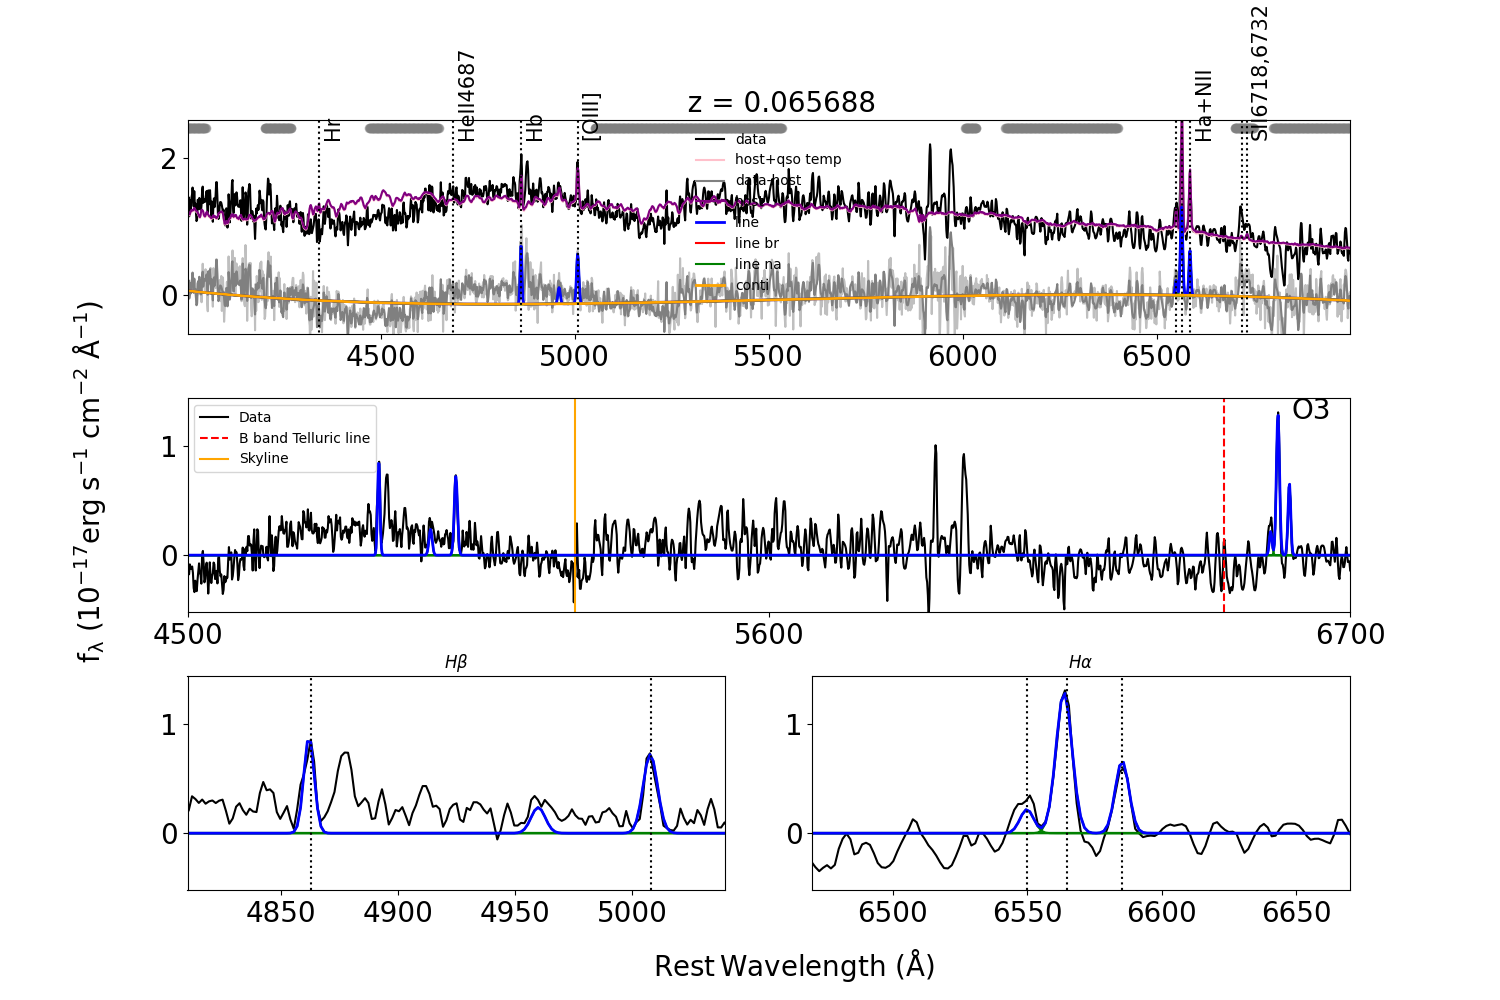 z = 0.065688
Hr
HeII4687
Hb
[OIII]
Ha+NII
SII6718,6732
data
host+qso temp
data-host
line
line br
line na
conti
2
0
4500 5000 5500 6000 6500
Data
B band Telluric line
Skyline
O3
1
0
4500 5600 6700
fλ (10⁻¹⁷erg s⁻¹ cm⁻² Å⁻¹)
Hβ
1
0
4850 4900 4950 5000
Hα
1
0
6500 6550 6600 6650
Rest Wavelength (Å)